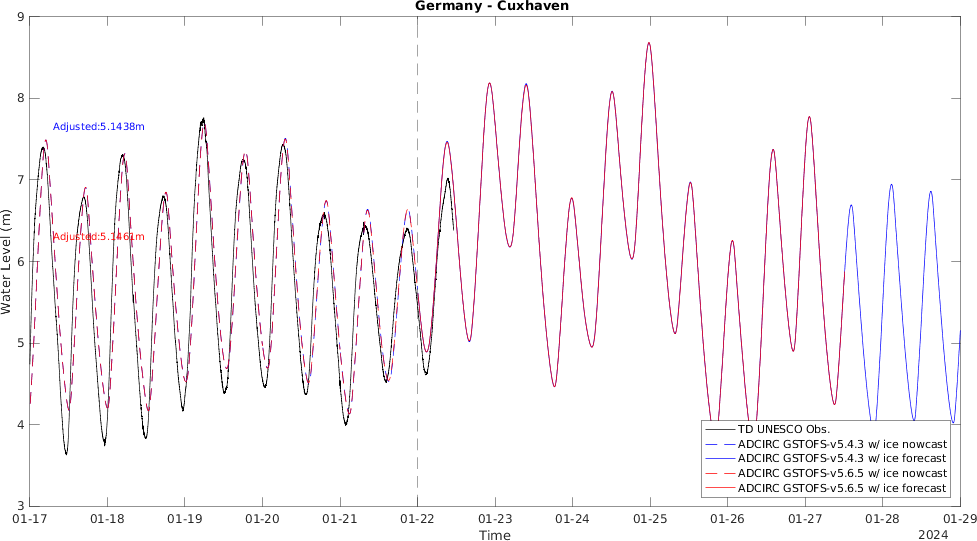 Germany - Cuxhaven
9
8
7
6
5
4
3
Water Level (m)
Adjusted:5.1438m
Adjusted:5.1461m
TD UNESCO Obs.
ADCIRC GSTOFS-v5.4.3 w/ ice nowcast
ADCIRC GSTOFS-v5.4.3 w/ ice forecast
ADCIRC GSTOFS-v5.6.5 w/ ice nowcast
ADCIRC GSTOFS-v5.6.5 w/ ice forecast
01-17 01-18 01-19 01-20 01-21 01-22 01-23 01-24 01-25 01-26 01-27 01-28 01-29
Time
2024